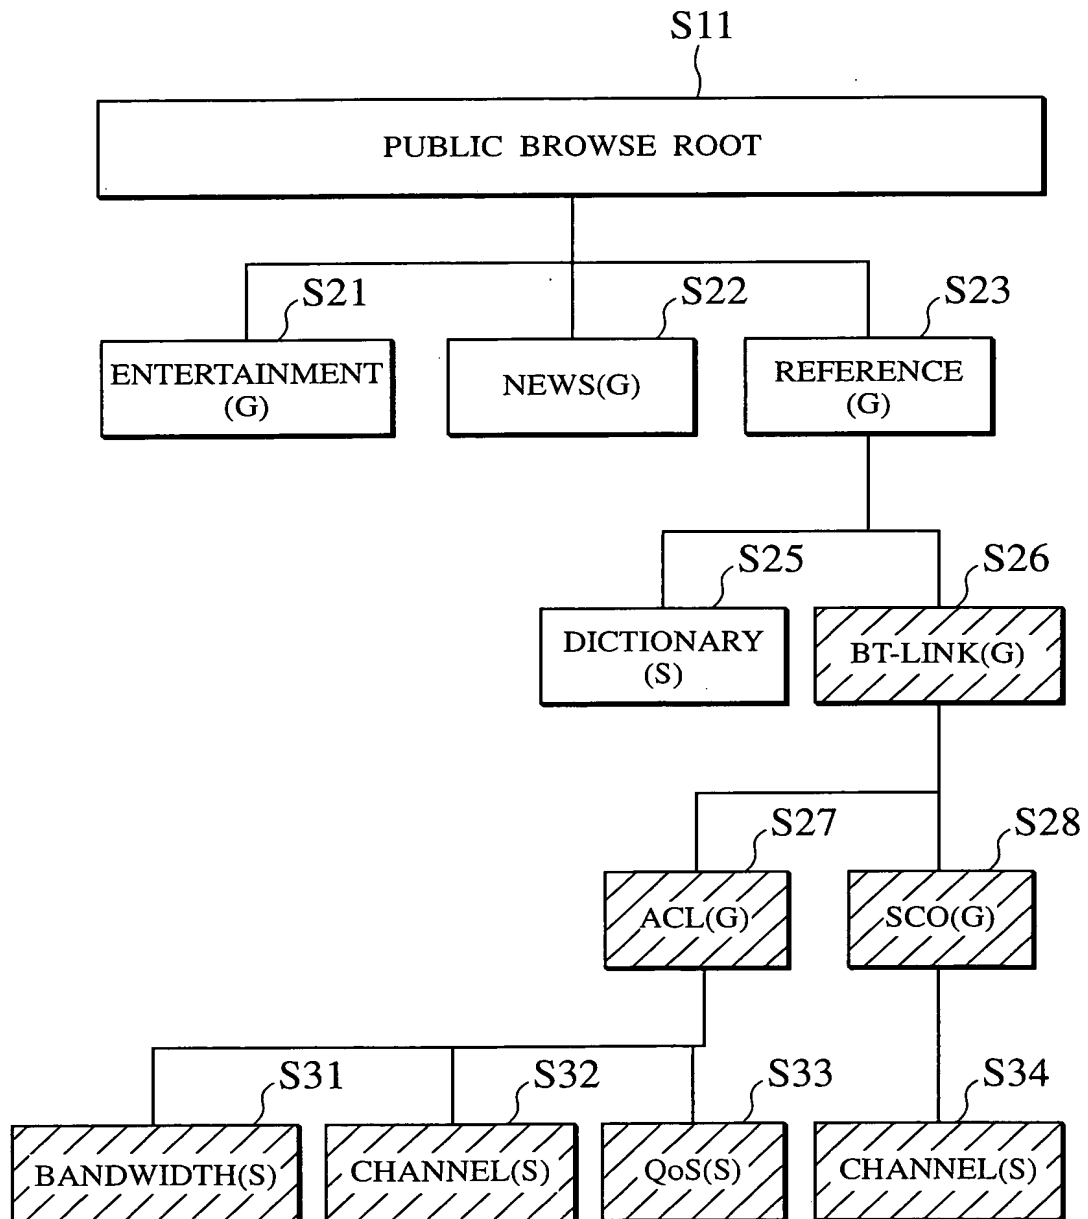 S11
PUBLIC BROWSE ROOT
S21
S22
S23
ENTERTAINMENT
(G)
NEWS(G)
REFERENCE
(G)
S25
S26
DICTIONARY
(S)
BT-LINK(G)
S27
S28
ACL(G)
SCO(G)
S31
S32
S33
S34
BANDWIDTH(S)
CHANNEL(S)
QoS(S)
CHANNEL(S)